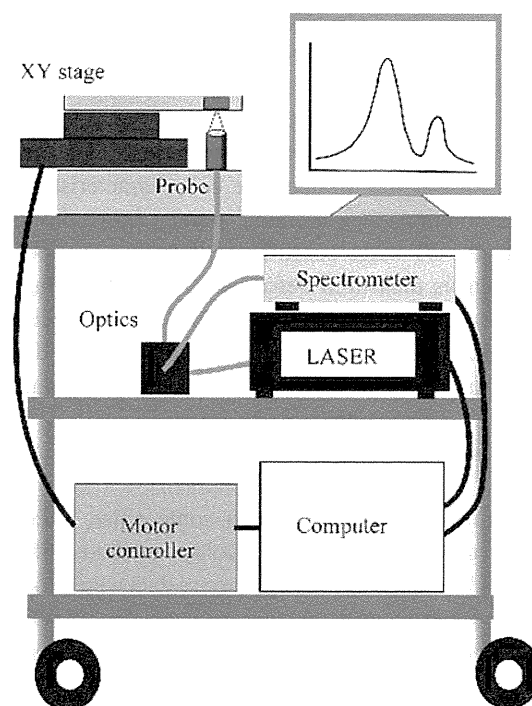 XY stage
Probe
Spectrometer
Optics
LASER
Motor
controller
Computer